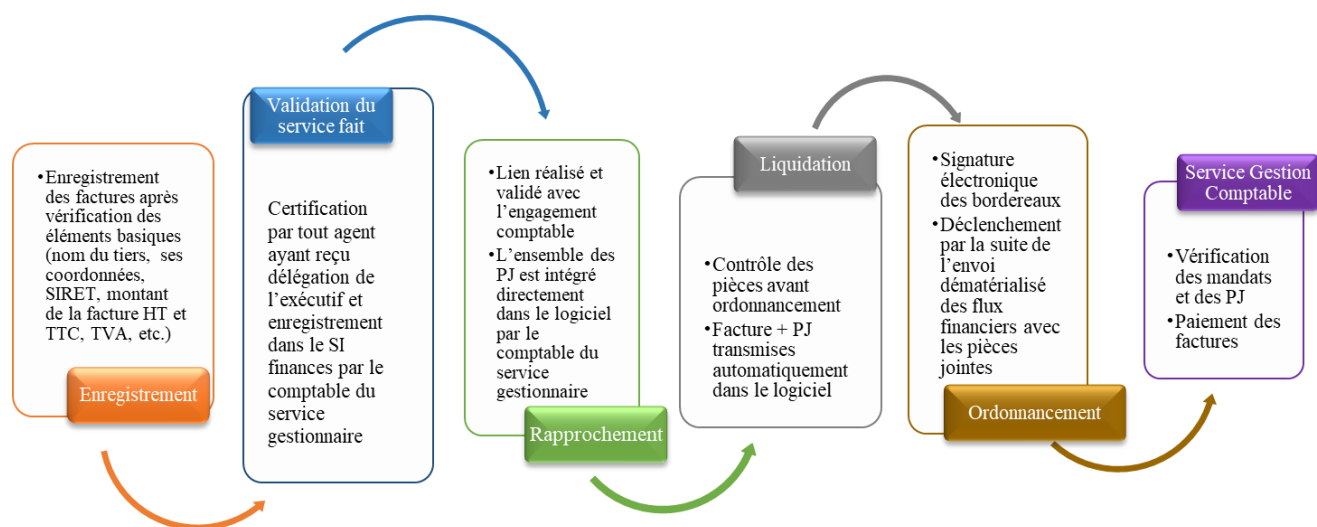 •Enregistrement
des factures après
vérification des
éléments basiques
(nom du tiers, ses
coordonnées,
SIRET, montant
de la facture HT et
TTC, TVA, etc.)
Enregistrement
Validation du
service fait
Certification
par tout agent
ayant reçu
délégation de
l’exécutif et
enregistrement
dans le SI
finances par le
comptable du
service
gestionnaire
•Lien réalisé et
validé avec
l’engagement
comptable
•L’ensemble des
PJ est intégré
directement
dans le logiciel
par le
comptable du
service
gestionnaire
Rapprochement
Liquidation
•Contrôle des
pièces avant
ordonnancement
•Facture + PJ
transmises
automatiquement
dans le logiciel
•Signature
électronique
des bordereaux
•Déclenchement
par la suite de
l’envoi
dématérialisé
des flux
financiers avec
les pièces
jointes
Ordonnancement
Service Gestion
Comptable
•Vérification
des mandats
et des PJ
•Paiement des
factures